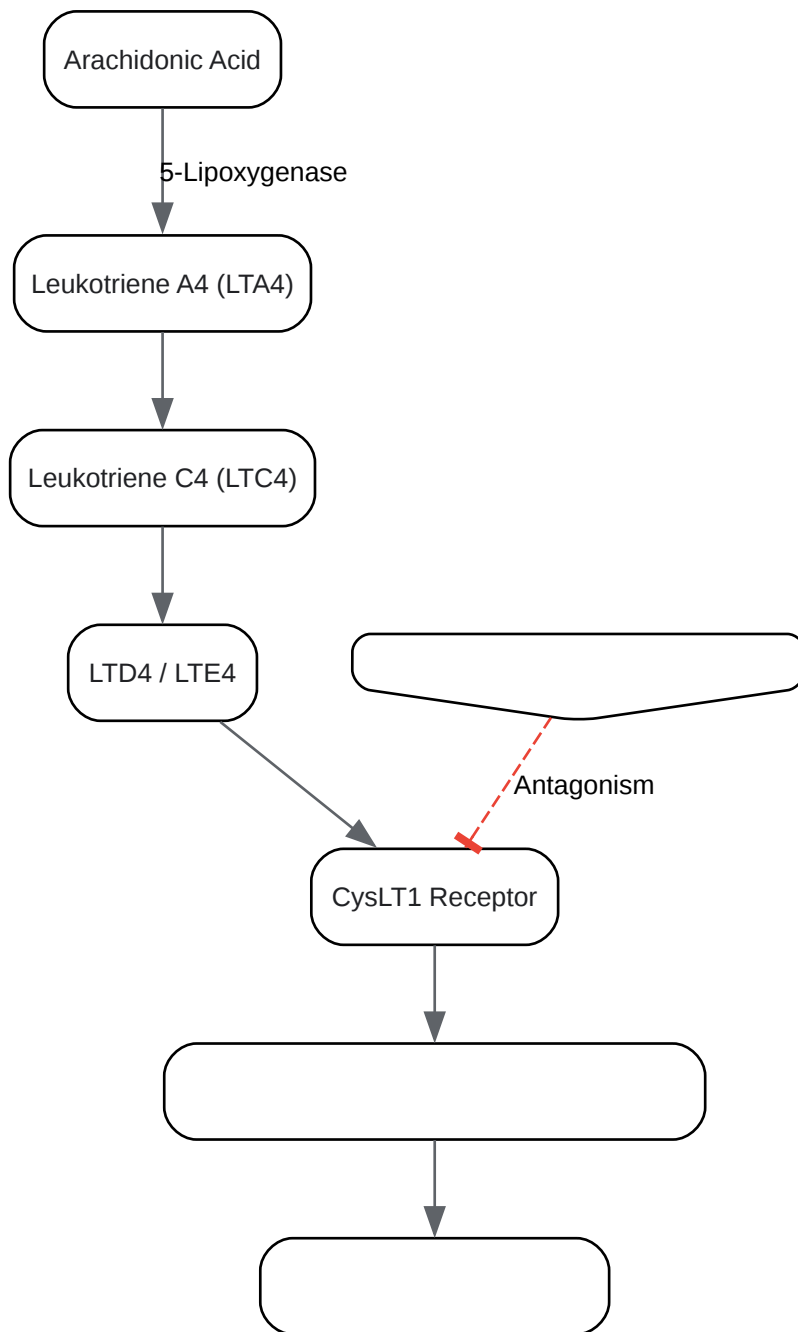 Arachidonic Acid
5-Lipoxygenase
Leukotriene A4 (LTA4)
Leukotriene C4 (LTC4)
LTD4 / LTE4
Antagonism
CysLT1 Receptor